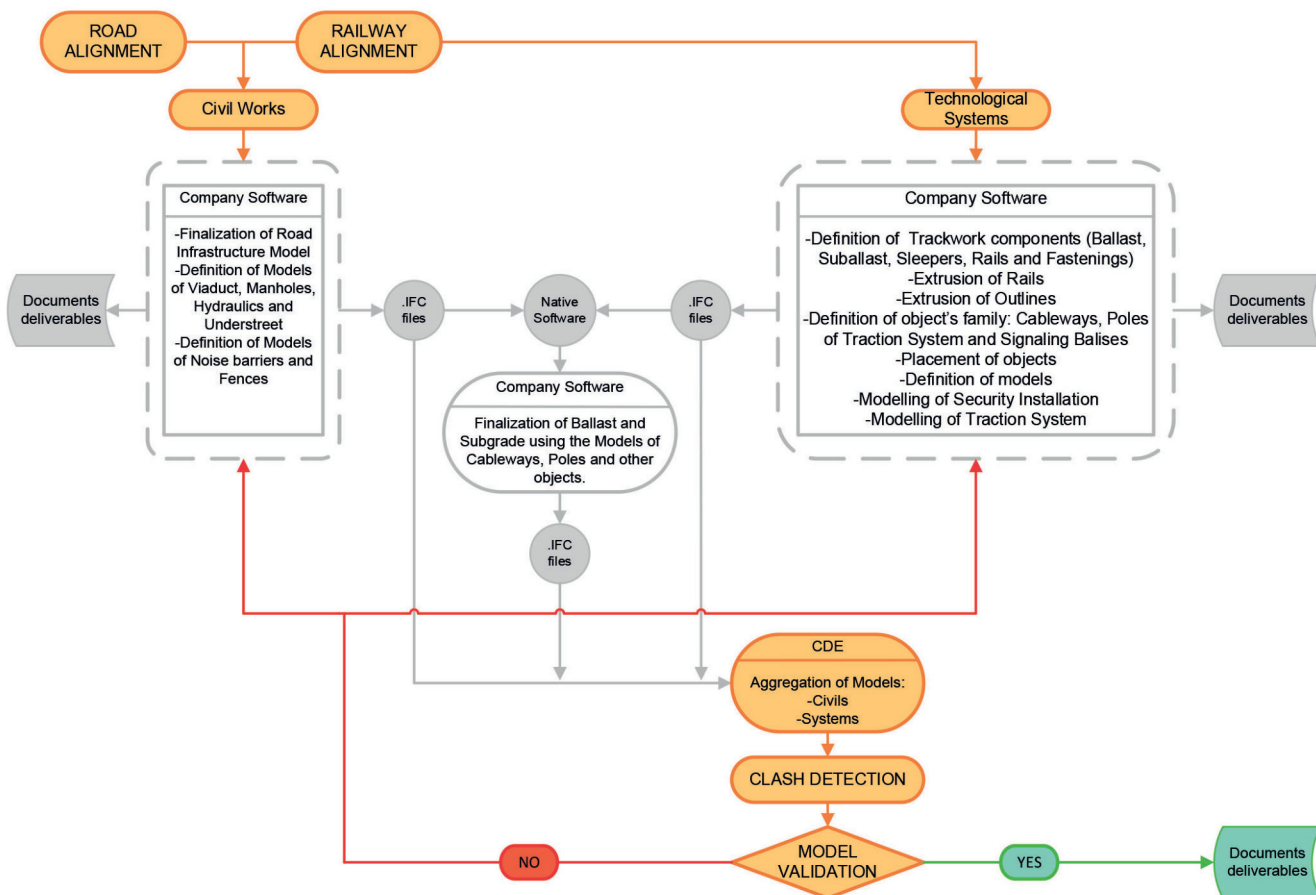 ROAD
ALIGNMENT
RAILWAY
ALIGNMENT
Civil Works
Technological
Systems
Company Software
-Finalization of Road
Infrastructure Model
-Definition of Models
of Viaduct, Manholes,
Hydraulics and
Understreet
-Definition of Models
of Noise barriers and
Fences
Company Software
-Definition of Trackwork components (Ballast,
Suballast, Sleepers, Rails and Fastenings)
-Extrusion of Rails
-Extrusion of Outlines
-Definition of object's family: Cableways, Poles
of Traction System and Signaling Balises
-Placement of objects
-Definition of models
-Modelling of Security Installation
-Modelling of Traction System
Documents
deliverables
.IFC
files
Native
Software
.IFC
files
Documents
deliverables
Company Software
Finalization of Ballast and
Subgrade using the Models of
Cableways, Poles and other
objects.
.IFC
files
CDE
Aggregation of Models:
-Civils
-Systems
CLASH DETECTION
MODEL
VALIDATION
NO
YES
Documents
deliverables